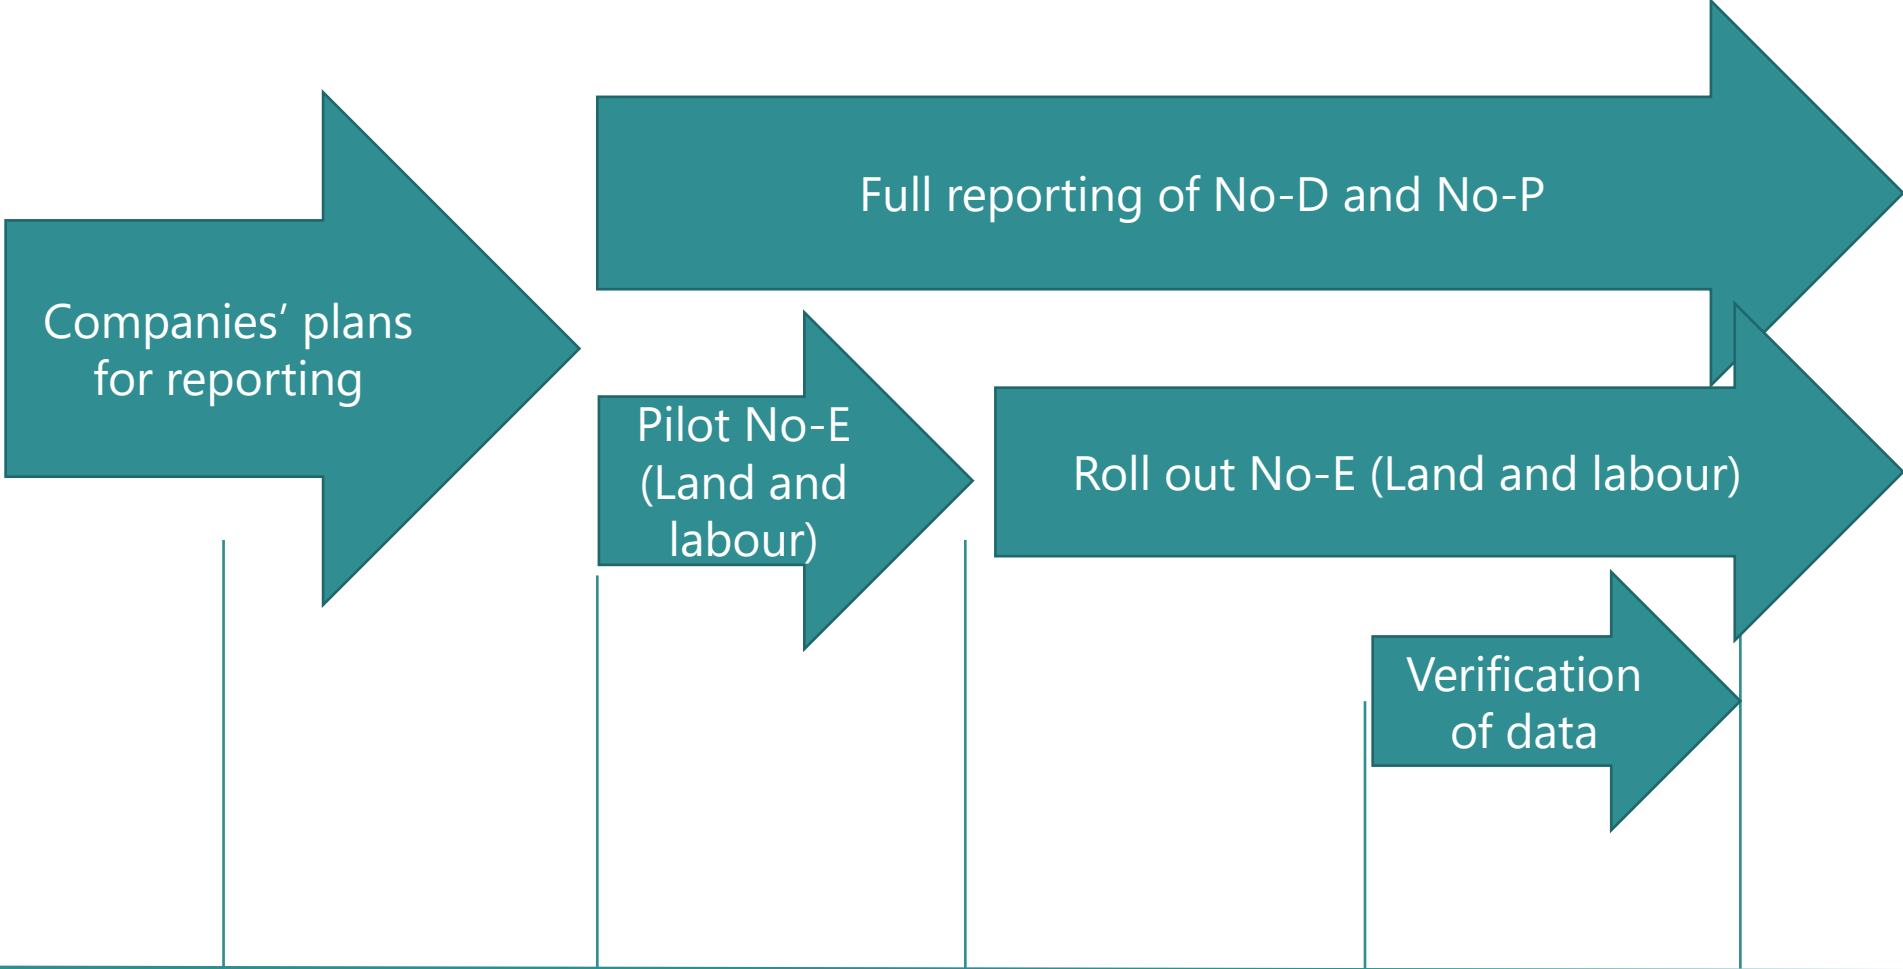 Full reporting of No-D and No-P
Companies’ plans
for reporting
Pilot No-E
(Land and
labour)
Roll out No-E (Land and labour)
Verification
of data